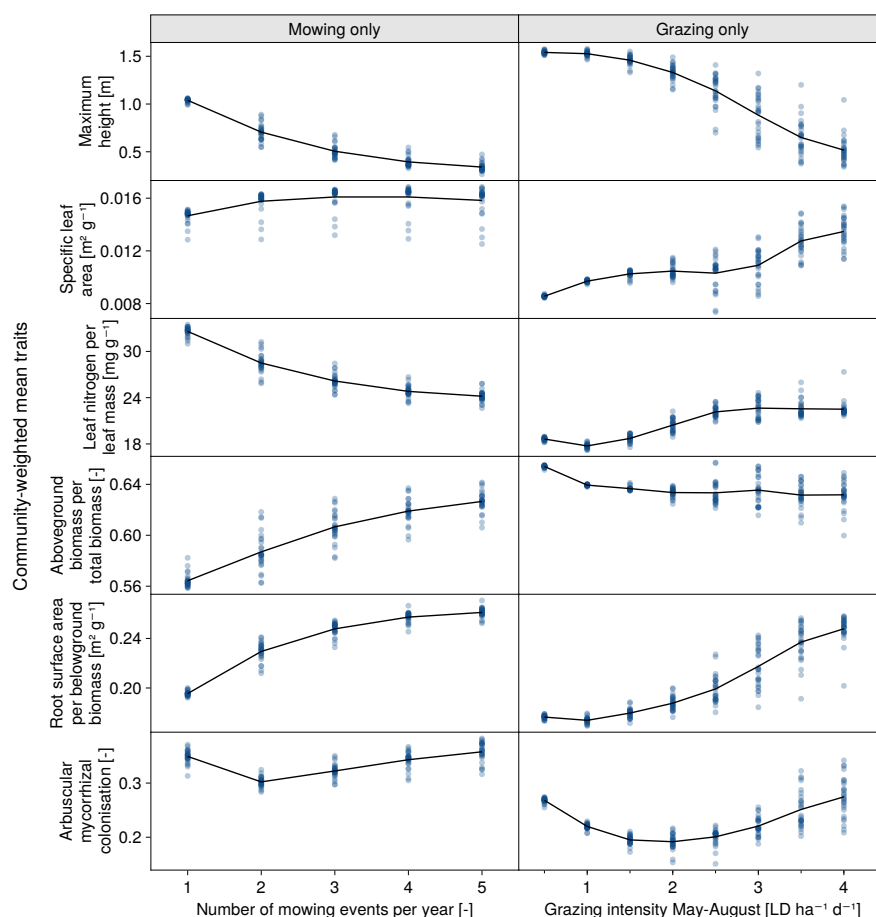 Mowing only
Grazing only
Community-weighted mean traits
Maximum
height [m]
1.5
1.0
0.5
Specific leaf
area [m² g⁻¹]
0.016
0.012
0.008
Leaf nitrogen per
leaf mass [mg g⁻¹]
30
24
18
Aboveground
biomass per
total biomass [-]
0.64
0.60
0.56
Root surface area
per belowground
biomass [m² g⁻¹]
0.24
0.20
Arbuscular
mycorrhizal
colonisation [-]
0.3
0.2
1 2 3 4 5
1 2 3 4
Number of mowing events per year [-]
Grazing intensity May-August [LD ha⁻¹ d⁻¹]